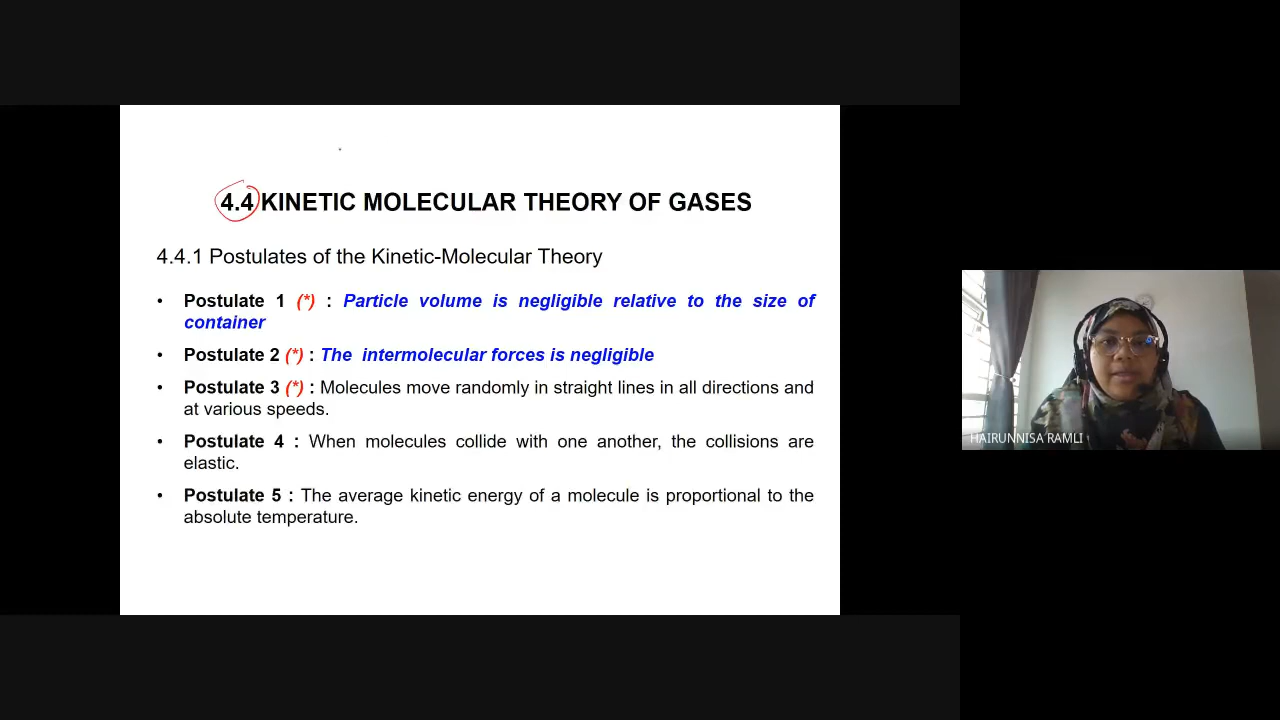 4.4 KINETIC MOLECULAR THEORY OF GASES
4.4.1 Postulates of the Kinetic-Molecular Theory
• Postulate 1 (*) : Particle volume is negligible relative to the size of
container
• Postulate 2 (*) : The intermolecular forces is negligible
• Postulate 3 (*) : Molecules move randomly in straight lines in all directions and
at various speeds.
• Postulate 4 : When molecules collide with one another, the collisions are
elastic.
• Postulate 5 : The average kinetic energy of a molecule is proportional to the
absolute temperature.
HAIRUNNISA RAMLI